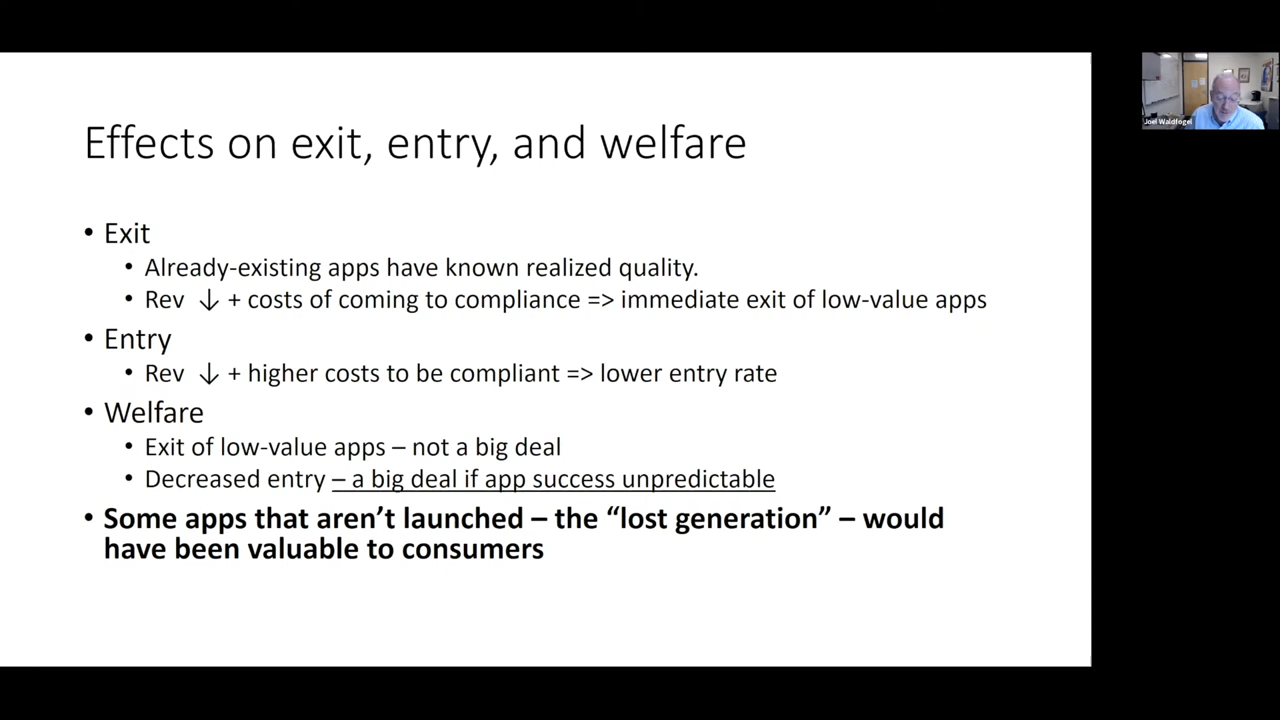 Effects on exit, entry, and welfare
• Exit
• Already-existing apps have known realized quality.
• Rev ↓ + costs of coming to compliance => immediate exit of low-value apps
• Entry
• Rev ↓ + higher costs to be compliant => lower entry rate
• Welfare
• Exit of low-value apps – not a big deal
• Decreased entry – a big deal if app success unpredictable
• Some apps that aren’t launched – the “lost generation” – would
have been valuable to consumers
Joel Waldfogel